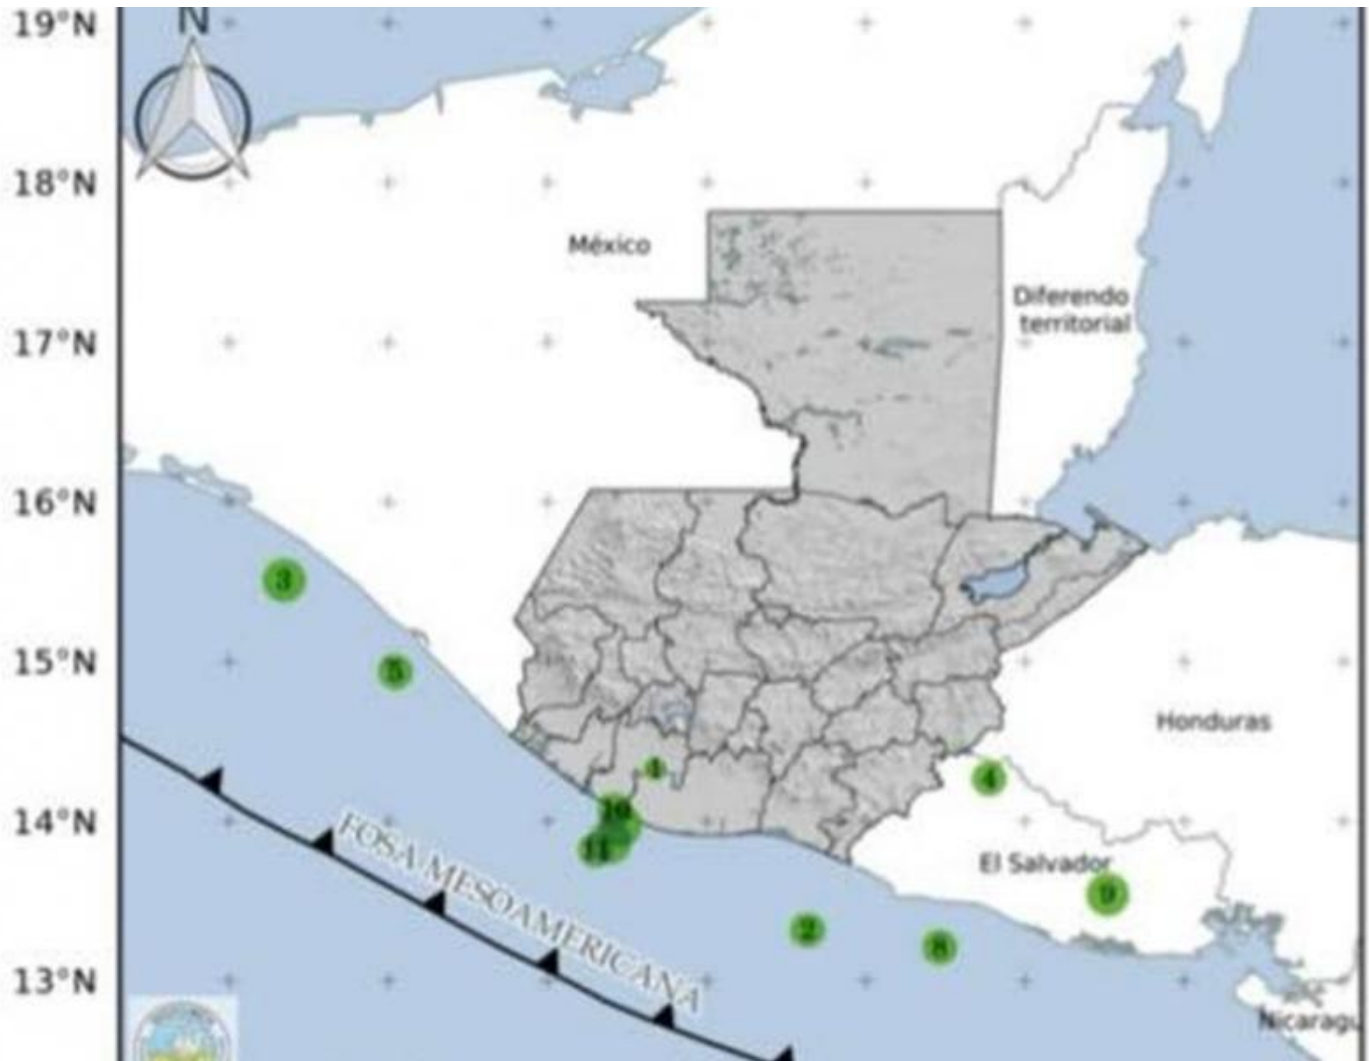 19°N
N
18°N
México
Diferendo
territorial
17°N
16°N
3
15°N
5
Honduras
1
4
10
14°N
11
FOSA MESOAMERICANA
El Salvador
9
2
8
13°N
Nicaragu